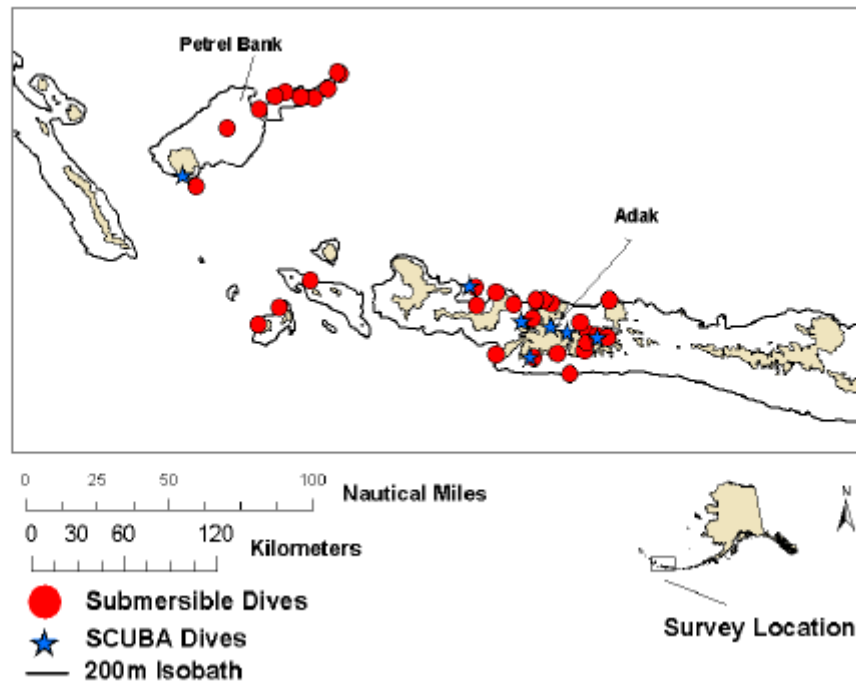 Petrel Bank
Adak
0 25 50 100
Nautical Miles
0 30 60 120
Kilometers
N
Submersible Dives
SCUBA Dives
200m Isobath
Survey Location